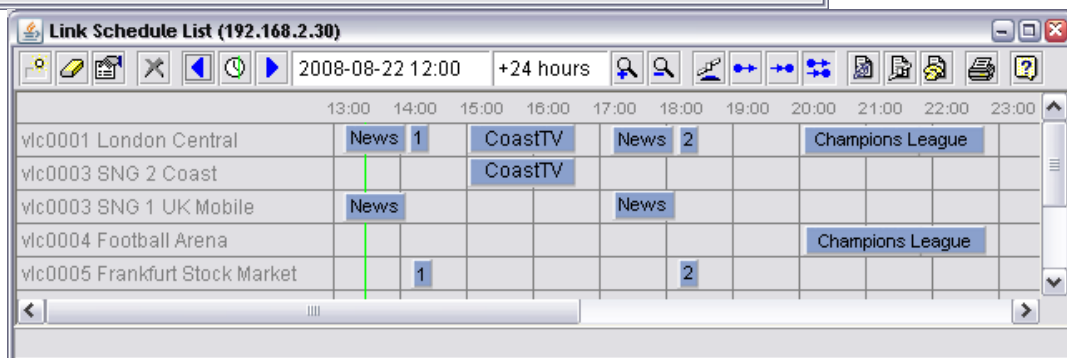 Link Schedule List (192.168.2.30)
2008-08-22 12:00 +24 hours
13:00 14:00 15:00 16:00 17:00 18:00 19:00 20:00 21:00 22:00 23:00
vlc0001 London Central News 1 CoastTV News 2 Champions League
vlc0003 SNG 2 Coast CoastTV
vlc0003 SNG 1 UK Mobile News News
vlc0004 Football Arena Champions League
vlc0005 Frankfurt Stock Market 1 2